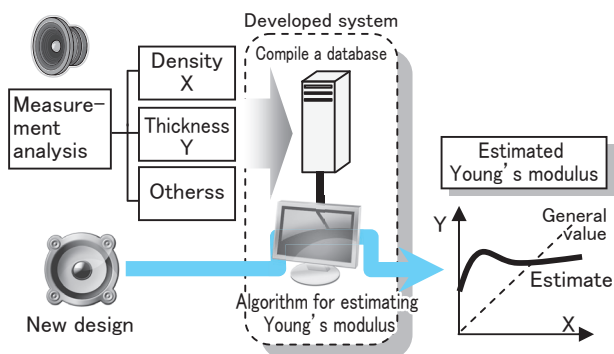 Developed system
Compile a database
Density
X
Measure-
ment
analysis
Thickness
Y
Otherss
Estimated
Young's modulus
Y
General
value
Estimate
X
Algorithm for estimating
Young's modulus
New design